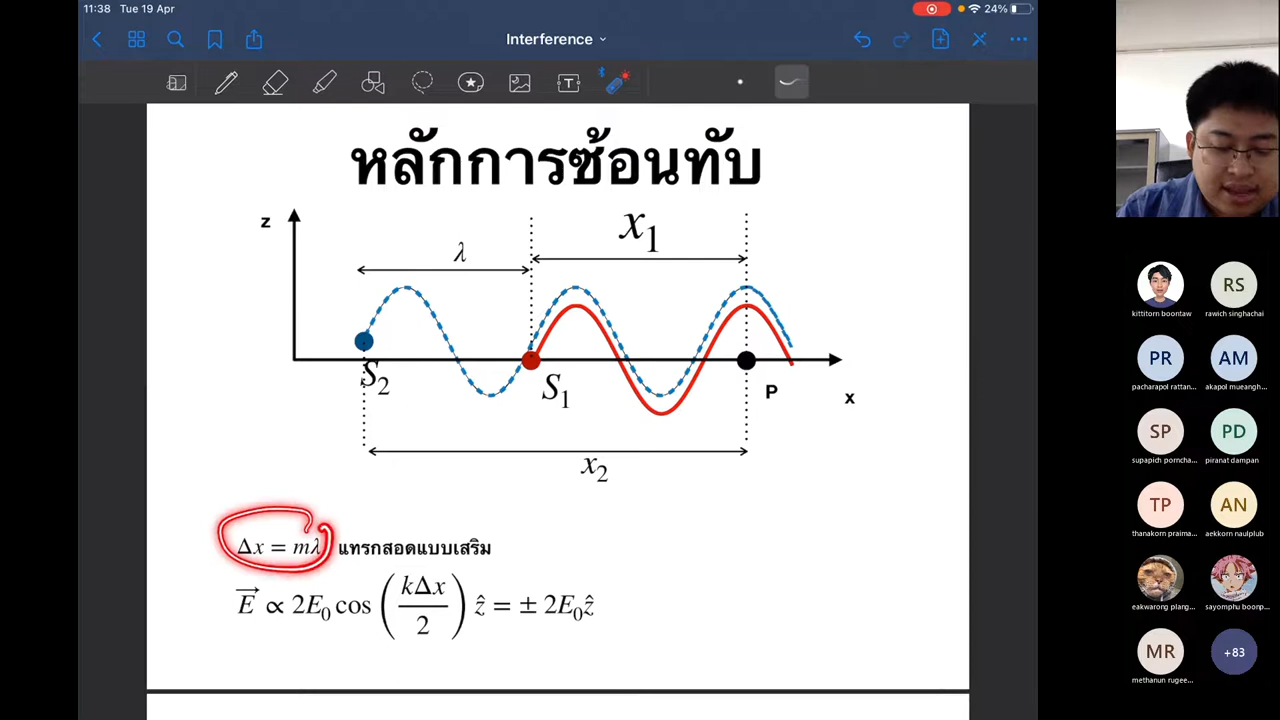 11:38 Tue 19 Apr
24%
Interference
หลักการซ้อนทับ
z
λ
x₁
S₂
S₁
P
x
x₂
Δx = mλ แทรกสอดแบบเสริม
E⃗ ∝ 2E₀ cos (kΔx/2) ẑ = ± 2E₀ẑ
kittitorn boontaw
RS
rawich singhachai
PR
pacharapol rattan...
AM
akapol mueangh...
SP
supapich porncha...
PD
piranat dampan
TP
thanakorn praima...
AN
aekkorn naulplub
eakwarong plang...
sayomphu boonp...
MR
methanun rugee...
+83